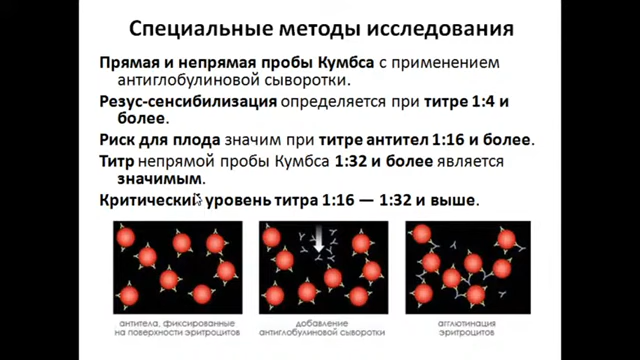 Специальные методы исследования
Прямая и непрямая пробы Кумбса с применением
антиглобулиновой сыворотки.
Резус-сенсибилизация определяется при титре 1:4 и
более.
Риск для плода значим при титре антител 1:16 и более.
Титр непрямой пробы Кумбса 1:32 и более является
значимым.
Критический уровень титра 1:16 — 1:32 и выше.
антитела, фиксированные
на поверхности эритроцитов
добавление
антиглобулиновой сыворотки
агглютинация
эритроцитов